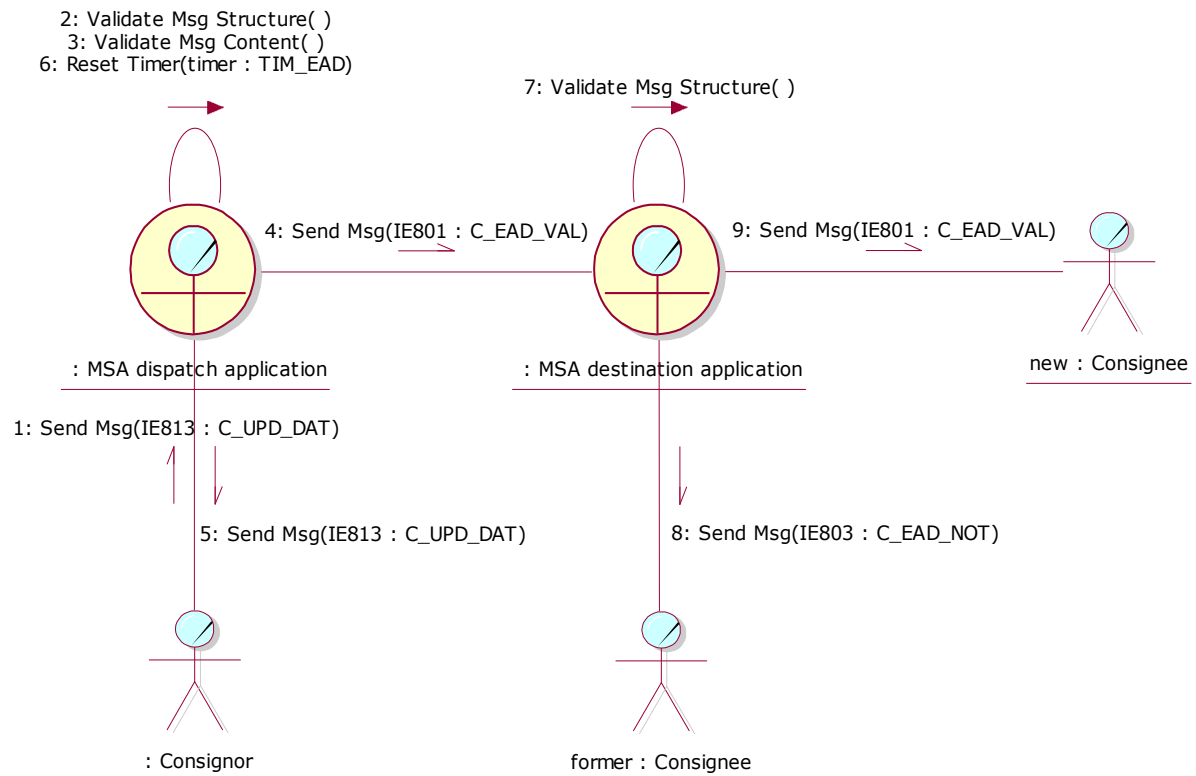 2: Validate Msg Structure( )
3: Validate Msg Content( )
6: Reset Timer(timer : TIM_EAD)
7: Validate Msg Structure( )
4: Send Msg(IE801 : C_EAD_VAL)
9: Send Msg(IE801 : C_EAD_VAL)
: MSA dispatch application
: MSA destination application
new : Consignee
1: Send Msg(IE813 : C_UPD_DAT)
5: Send Msg(IE813 : C_UPD_DAT)
8: Send Msg(IE803 : C_EAD_NOT)
: Consignor
former : Consignee